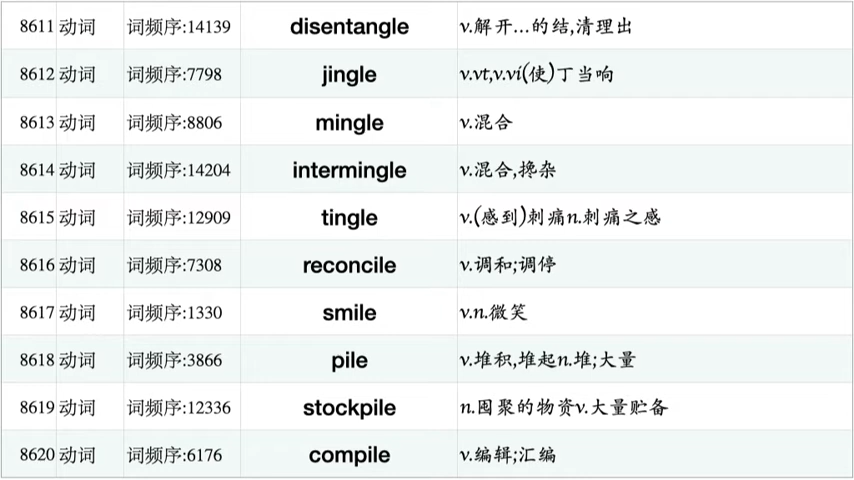 8611 动词 词频序:14139 disentangle v.解开…的结,清理出
8612 动词 词频序:7798 jingle v.vt,v.vi(使)丁当响
8613 动词 词频序:8806 mingle v.混合
8614 动词 词频序:14204 intermingle v.混合,搀杂
8615 动词 词频序:12909 tingle v.(感到)刺痛n.刺痛之感
8616 动词 词频序:7308 reconcile v.调和;调停
8617 动词 词频序:1330 smile v.n.微笑
8618 动词 词频序:3866 pile v.堆积,堆起n.堆;大量
8619 动词 词频序:12336 stockpile n.囤聚的物资v.大量贮备
8620 动词 词频序:6176 compile v.编辑;汇编